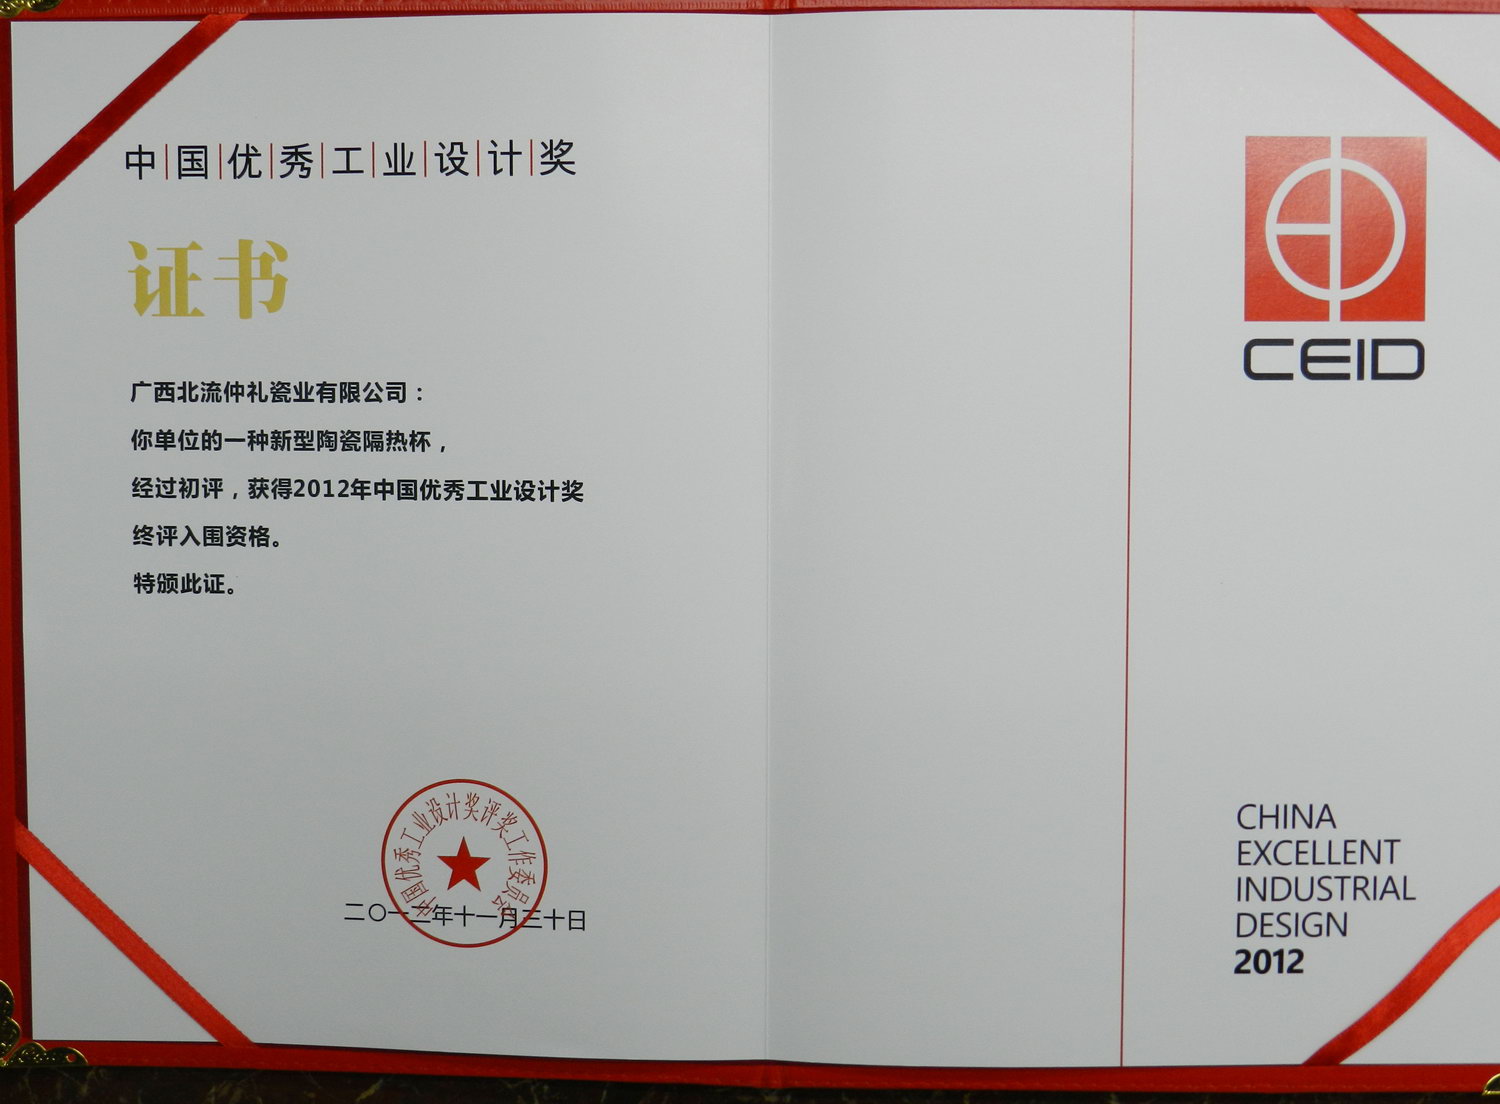 中国优秀工业设计奖
证书
广西北流仲礼瓷业有限公司：
你单位的一种新型陶瓷隔热杯，
经过初评，获得2012年中国优秀工业设计奖
终评入围资格。
特颁此证。
中国优秀工业设计奖评奖工作委员会
二〇一二年十一月三十日
CEID
CHINA
EXCELLENT
INDUSTRIAL
DESIGN
2012